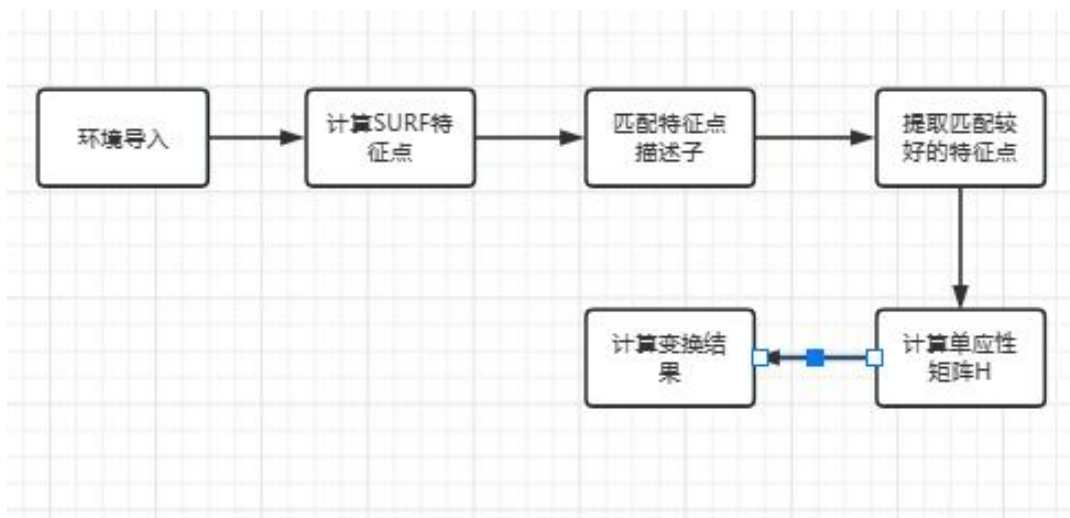 环境导入
计算SURF特
征点
匹配特征点
描述子
提取匹配较
好的特征点
计算单应性
矩阵H
计算变换结
果